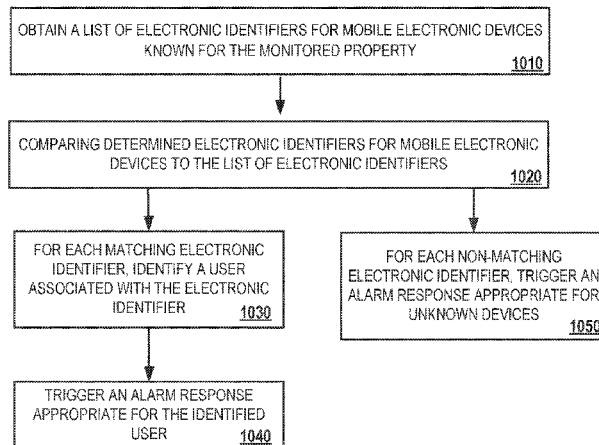 OBTAIN A LIST OF ELECTRONIC IDENTIFIERS FOR MOBILE ELECTRONIC DEVICES
KNOWN FOR THE MONITORED PROPERTY
1010
COMPARING DETERMINED ELECTRONIC IDENTIFIERS FOR MOBILE ELECTRONIC
DEVICES TO THE LIST OF ELECTRONIC IDENTIFIERS
1020
FOR EACH MATCHING ELECTRONIC
IDENTIFIER, IDENTIFY A USER
ASSOCIATED WITH THE ELECTRONIC
IDENTIFIER
1030
FOR EACH NON-MATCHING
ELECTRONIC IDENTIFIER, TRIGGER AN
ALARM RESPONSE APPROPRIATE FOR
UNKNOWN DEVICES
1050
TRIGGER AN ALARM RESPONSE
APPROPRIATE FOR THE IDENTIFIED
USER
1040